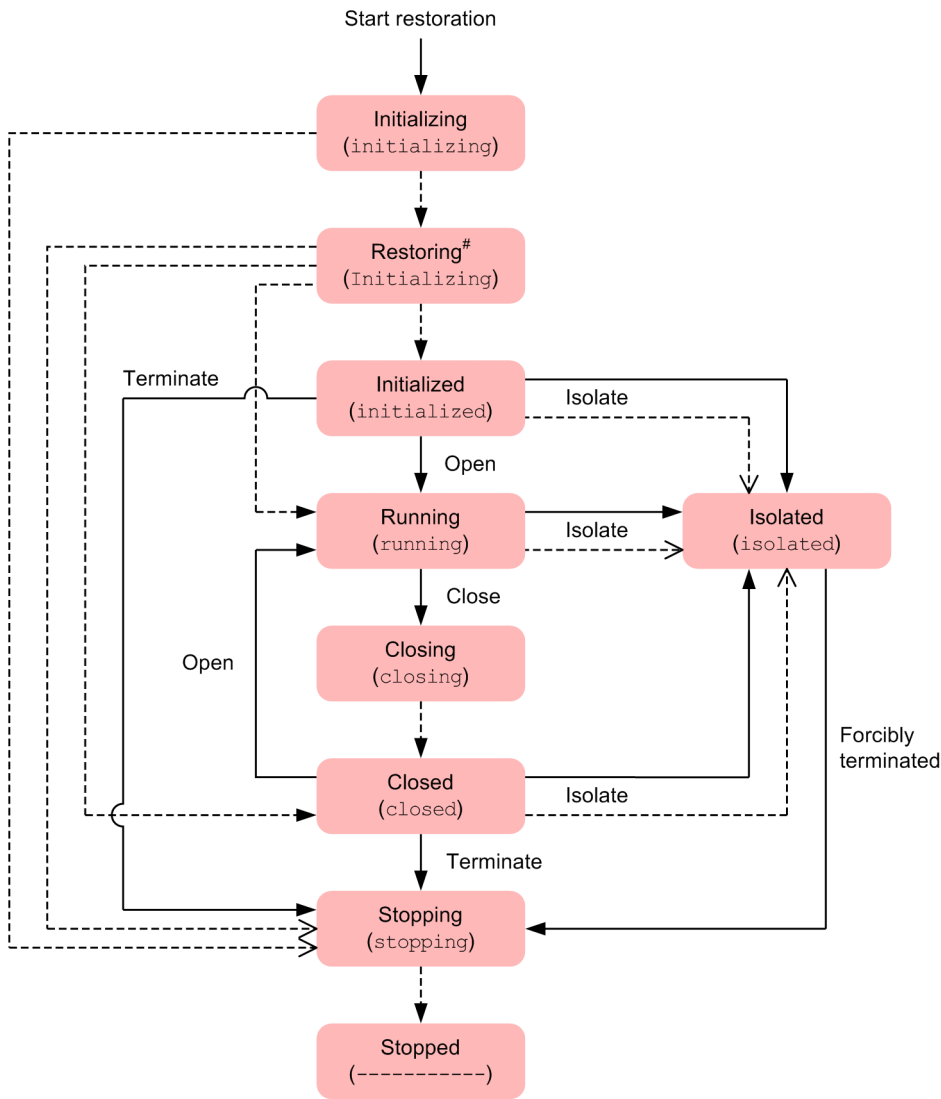 Start restoration
Initializing
(initializing)
Restoring#
(Initializing)
Terminate
Initialized
(initialized)
Isolate
Open
Running
(running)
Isolate
Isolated
(isolated)
Close
Closing
(closing)
Open
Forcibly
terminated
Closed
(closed)
Isolate
Terminate
Stopping
(stopping)
Stopped
(-----------)